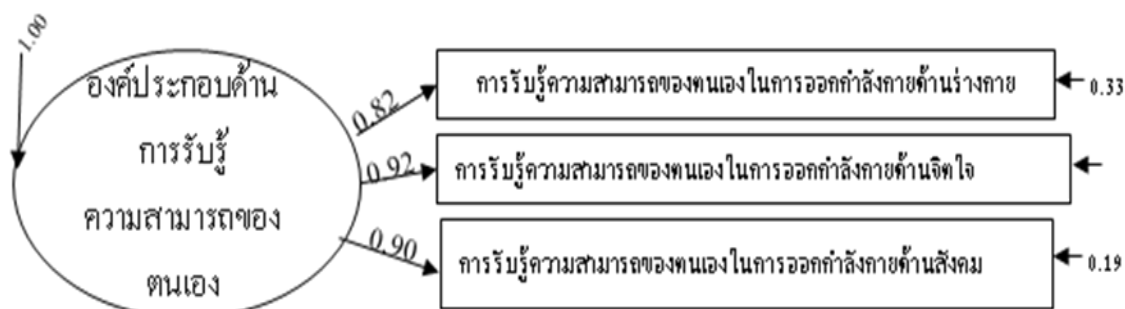 1.00
องค์ประกอบด้าน
การรับรู้
ความสามารถของ
ตนเอง
0.82
การรับรู้ความสามารถของตนเองในการออกกำลังกายด้านร่างกาย
0.33
0.92
การรับรู้ความสามารถของตนเองในการออกกำลังกายด้านจิตใจ
0.90
การรับรู้ความสามารถของตนเองในการออกกำลังกายด้านสังคม
0.19